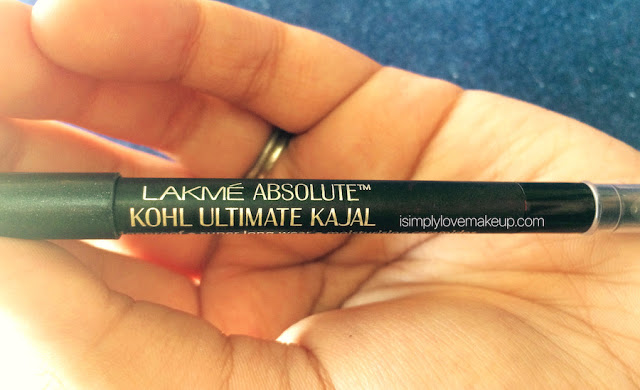 LAKMÉ ABSOLUTE™
KOHL ULTIMATE KAJAL
isimplylovemakeup.com